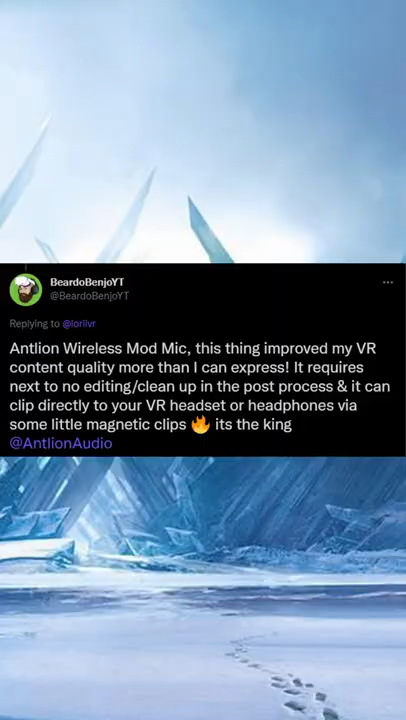 BeardoBenjoYT
@BeardoBenjoYT
Replying to @loriivr
Antlion Wireless Mod Mic, this thing improved my VR
content quality more than I can express! It requires
next to no editing/clean up in the post process & it can
clip directly to your VR headset or headphones via
some little magnetic clips 🔥 its the king
@AntlionAudio